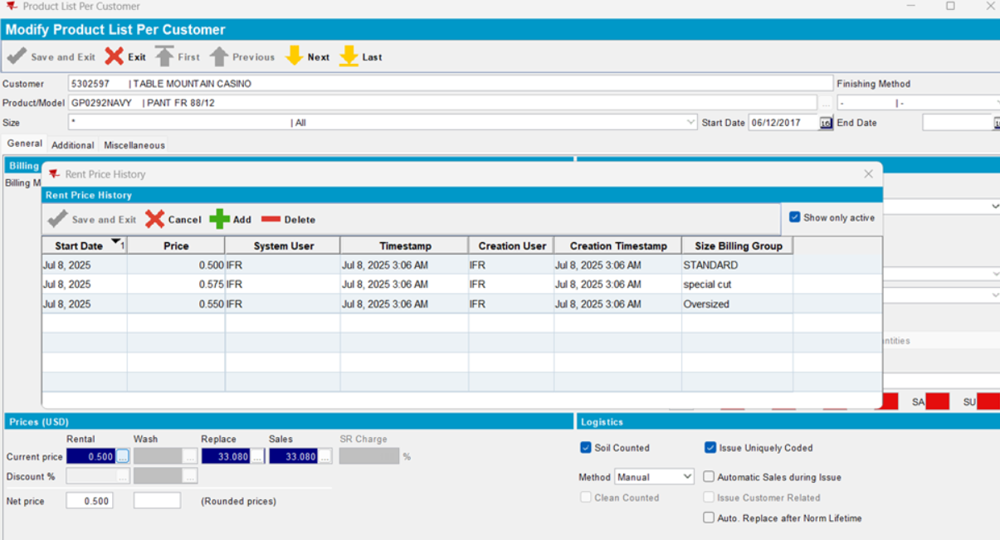 Product List Per Customer
Modify Product List Per Customer
Save and Exit Exit First Previous Next Last
Customer 5302597 | TABLE MOUNTAIN CASINO Finishing Method
Product/Model GP0292NAVY | PANT FR 88/12 ... - | -
Size * | All Start Date 06/12/2017 End Date
General Additional Miscellaneous
Billing
Billing M
Rent Price History
Rent Price History
Save and Exit Cancel Add Delete Show only active
Start Date 1 Price System User Timestamp Creation User Creation Timestamp Size Billing Group
Jul 8, 2025 0.500 IFR Jul 8, 2025 3:06 AM IFR Jul 8, 2025 3:06 AM STANDARD
Jul 8, 2025 0.575 IFR Jul 8, 2025 3:06 AM IFR Jul 8, 2025 3:06 AM special cut
Jul 8, 2025 0.550 IFR Jul 8, 2025 3:06 AM IFR Jul 8, 2025 3:06 AM Oversized
ntities
SA SU
Prices (USD) Logistics
Rental Wash Replace Sales SR Charge
Current price 0.500 ... ... 33.080 ... 33.080 ... %
Discount % ... ...
Net price 0.500 (Rounded prices)
Soil Counted Issue Uniquely Coded
Method Manual Automatic Sales during Issue
Clean Counted Issue Customer Related
Auto. Replace after Norm Lifetime